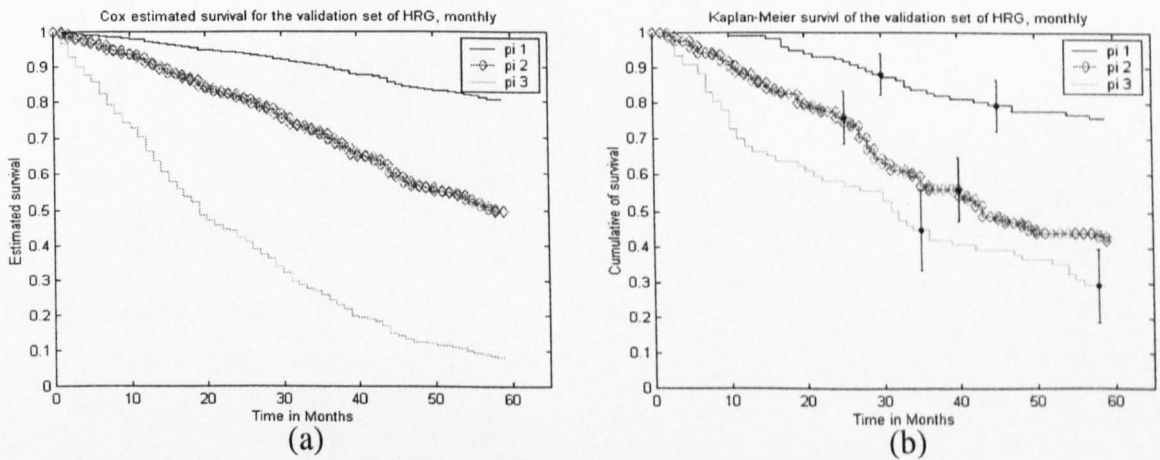 Cox estimated survival for the validation set of HRG, monthly
1
0.9
0.8
0.7
0.6
0.5
0.4
0.3
0.2
0.1
0
Estimated survival
pi 1
pi 2
pi 3
0 10 20 30 40 50 60
Time in Months
(a)
Kaplan-Meier survivl of the validation set of HRG, monthly
1
0.9
0.8
0.7
0.6
0.5
0.4
0.3
0.2
0.1
0
Cumulative of survival
pi 1
pi 2
pi 3
0 10 20 30 40 50 60
Time in Months
(b)